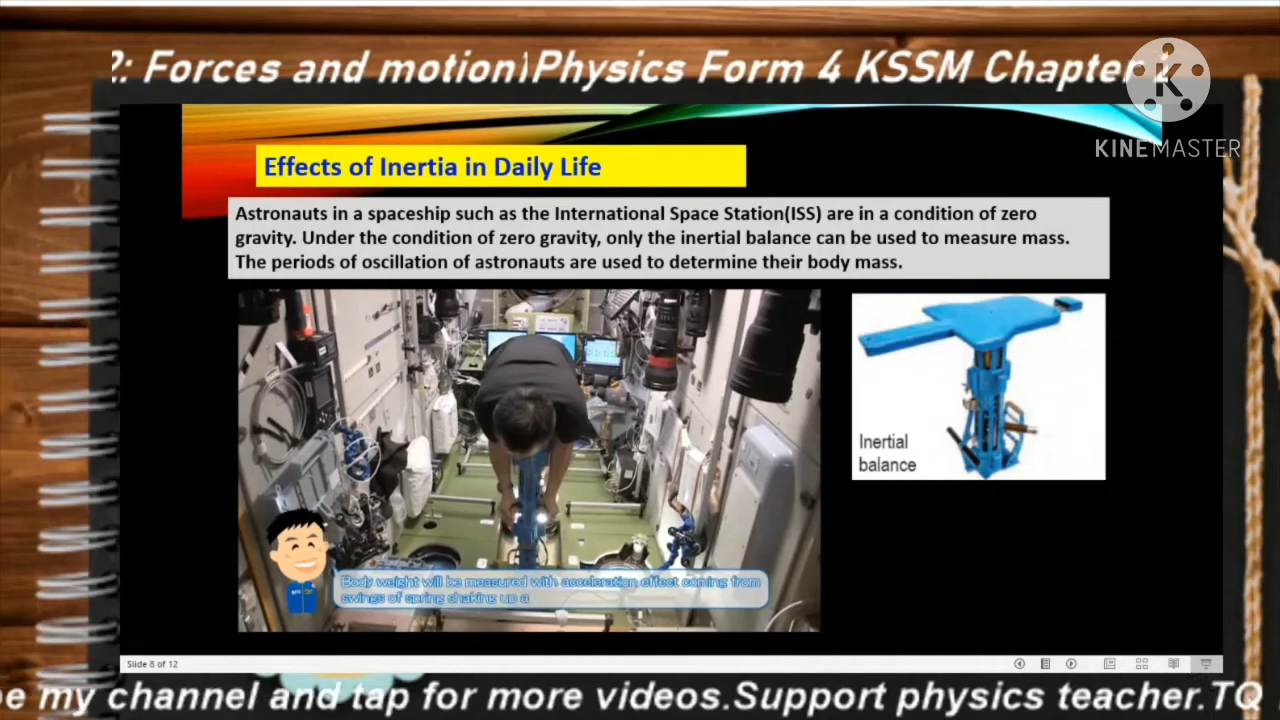 2: Forces and motion\Physics Form 4 KSSM Chapter
KINEMASTER
Effects of Inertia in Daily Life
Astronauts in a spaceship such as the International Space Station(ISS) are in a condition of zero
gravity. Under the condition of zero gravity, only the inertial balance can be used to measure mass.
The periods of oscillation of astronauts are used to determine their body mass.
Inertial
balance
Body weight will be measured with acceleration effect coming from
swings of spring shaking up a
Slide 8 of 12
my channel and tap for more videos.Support physics teacher.TQ